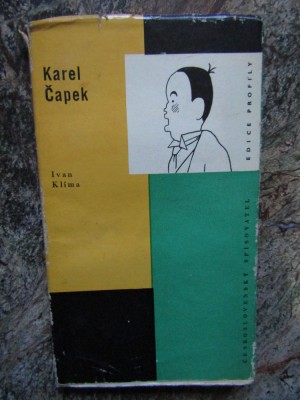 Karel
Čapek
Ivan
Klíma
EDICE PROFILY
ČESKOSLOVENSKÝ SPISOVATEL